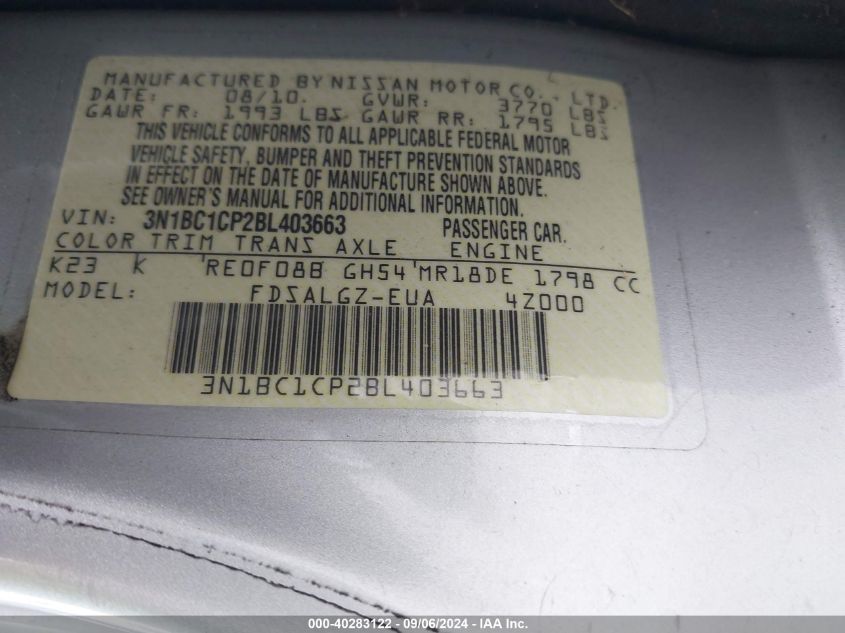 MANUFACTURED BY NISSAN MOTOR CO., LTD.
DATE: 08/10. GVWR: 3770 LBS
GAWR FR: 1993 LBS GAWR RR: 1795 LBS
THIS VEHICLE CONFORMS TO ALL APPLICABLE FEDERAL MOTOR
VEHICLE SAFETY, BUMPER AND THEFT PREVENTION STANDARDS
IN EFFECT ON THE DATE OF MANUFACTURE SHOWN ABOVE.
SEE OWNER'S MANUAL FOR ADDITIONAL INFORMATION.
VIN: 3N1BC1CP2BL403663 PASSENGER CAR.
COLOR TRIM TRANS AXLE ENGINE
K23 K RE0F08B GH54 MR18DE 1798 CC
MODEL: FDSALGZ-EUA 4Z000
3N1BC1CP2BL403663
000-40283122 - 09/06/2024 - IAA Inc.